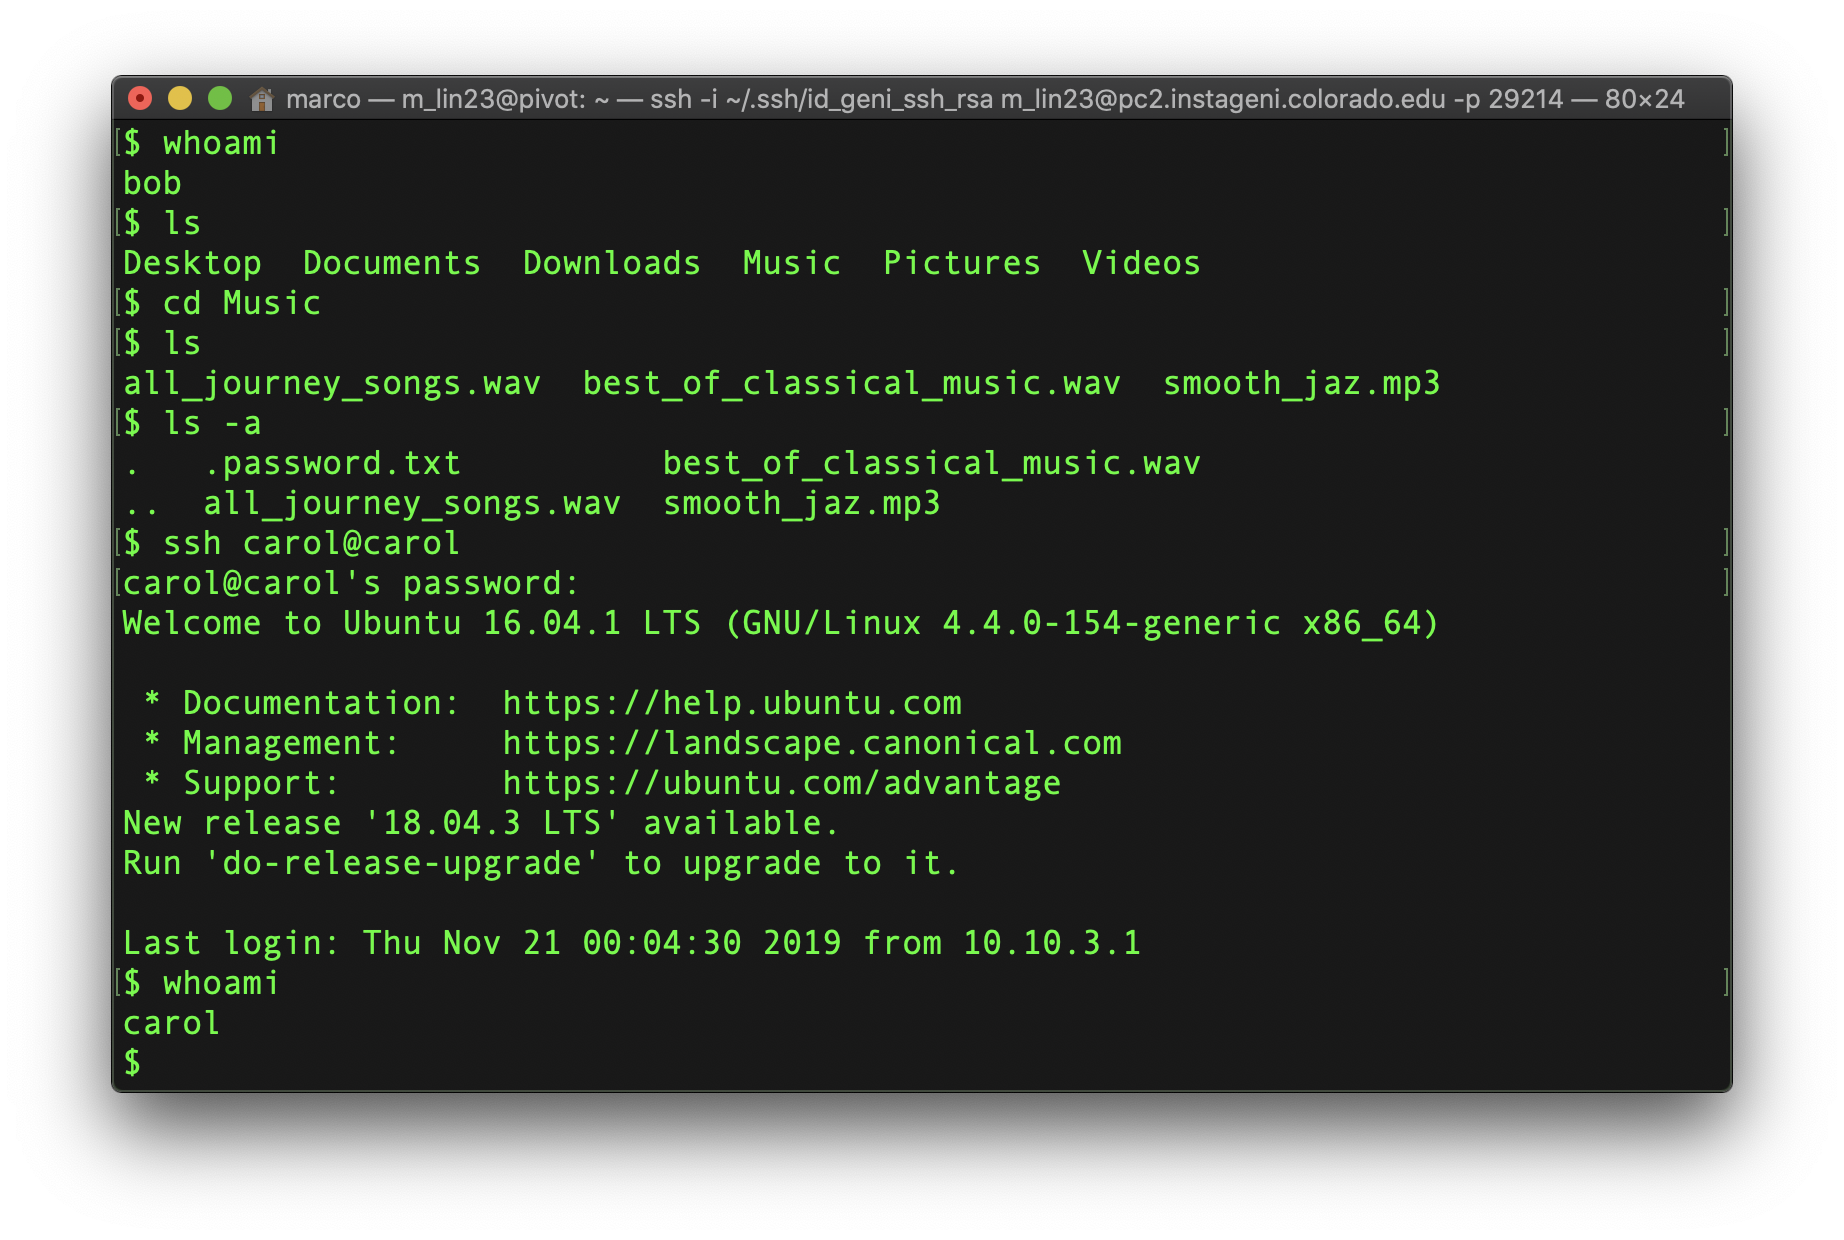 marco — m_lin23@pivot: ~ — ssh -i ~/.ssh/id_geni_ssh_rsa m_lin23@pc2.instageni.colorado.edu -p 29214 — 80×24
[$ whoami ]
bob
[$ ls ]
Desktop  Documents  Downloads  Music  Pictures  Videos
[$ cd Music ]
[$ ls ]
all_journey_songs.wav  best_of_classical_music.wav  smooth_jaz.mp3
[$ ls -a ]
.   .password.txt          best_of_classical_music.wav
..  all_journey_songs.wav  smooth_jaz.mp3
[$ ssh carol@carol ]
[carol@carol's password: ]
Welcome to Ubuntu 16.04.1 LTS (GNU/Linux 4.4.0-154-generic x86_64)
 * Documentation:  https://help.ubuntu.com
 * Management:     https://landscape.canonical.com
 * Support:        https://ubuntu.com/advantage
New release '18.04.3 LTS' available.
Run 'do-release-upgrade' to upgrade to it.
Last login: Thu Nov 21 00:04:30 2019 from 10.10.3.1
[$ whoami ]
carol
$